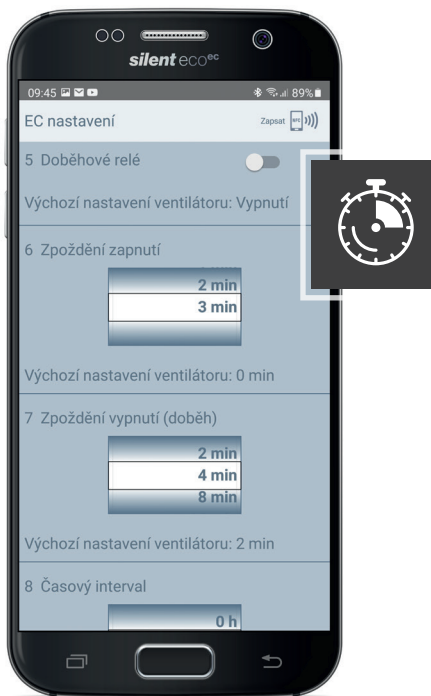 silent eco ec
09:45 89%
EC nastavení Zapsat NFC
5 Doběhové relé
Výchozí nastavení ventilátoru: Vypnutí
6 Zpoždění zapnutí
2 min
3 min
Výchozí nastavení ventilátoru: 0 min
7 Zpoždění vypnutí (doběh)
2 min
4 min
8 min
Výchozí nastavení ventilátoru: 2 min
8 Časový interval
0 h